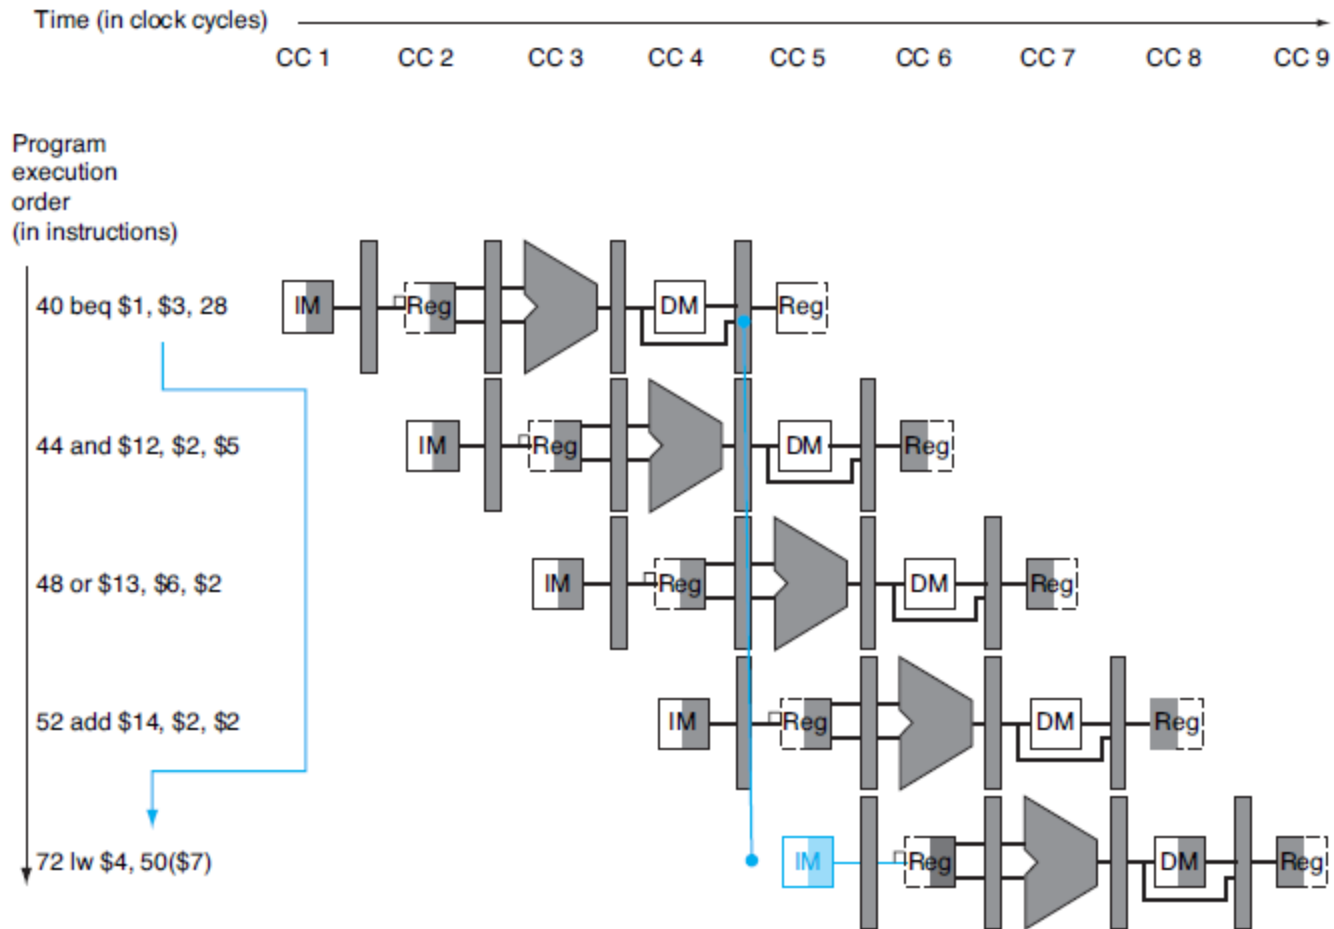 Time (in clock cycles)
CC 1 CC 2 CC 3 CC 4 CC 5 CC 6 CC 7 CC 8 CC 9
Program
execution
order
(in instructions)
40 beq $1, $3, 28 IM Reg DM Reg
44 and $12, $2, $5 IM Reg DM Reg
48 or $13, $6, $2 IM Reg DM Reg
52 add $14, $2, $2 IM Reg DM Reg
72 lw $4, 50($7) IM Reg DM Reg